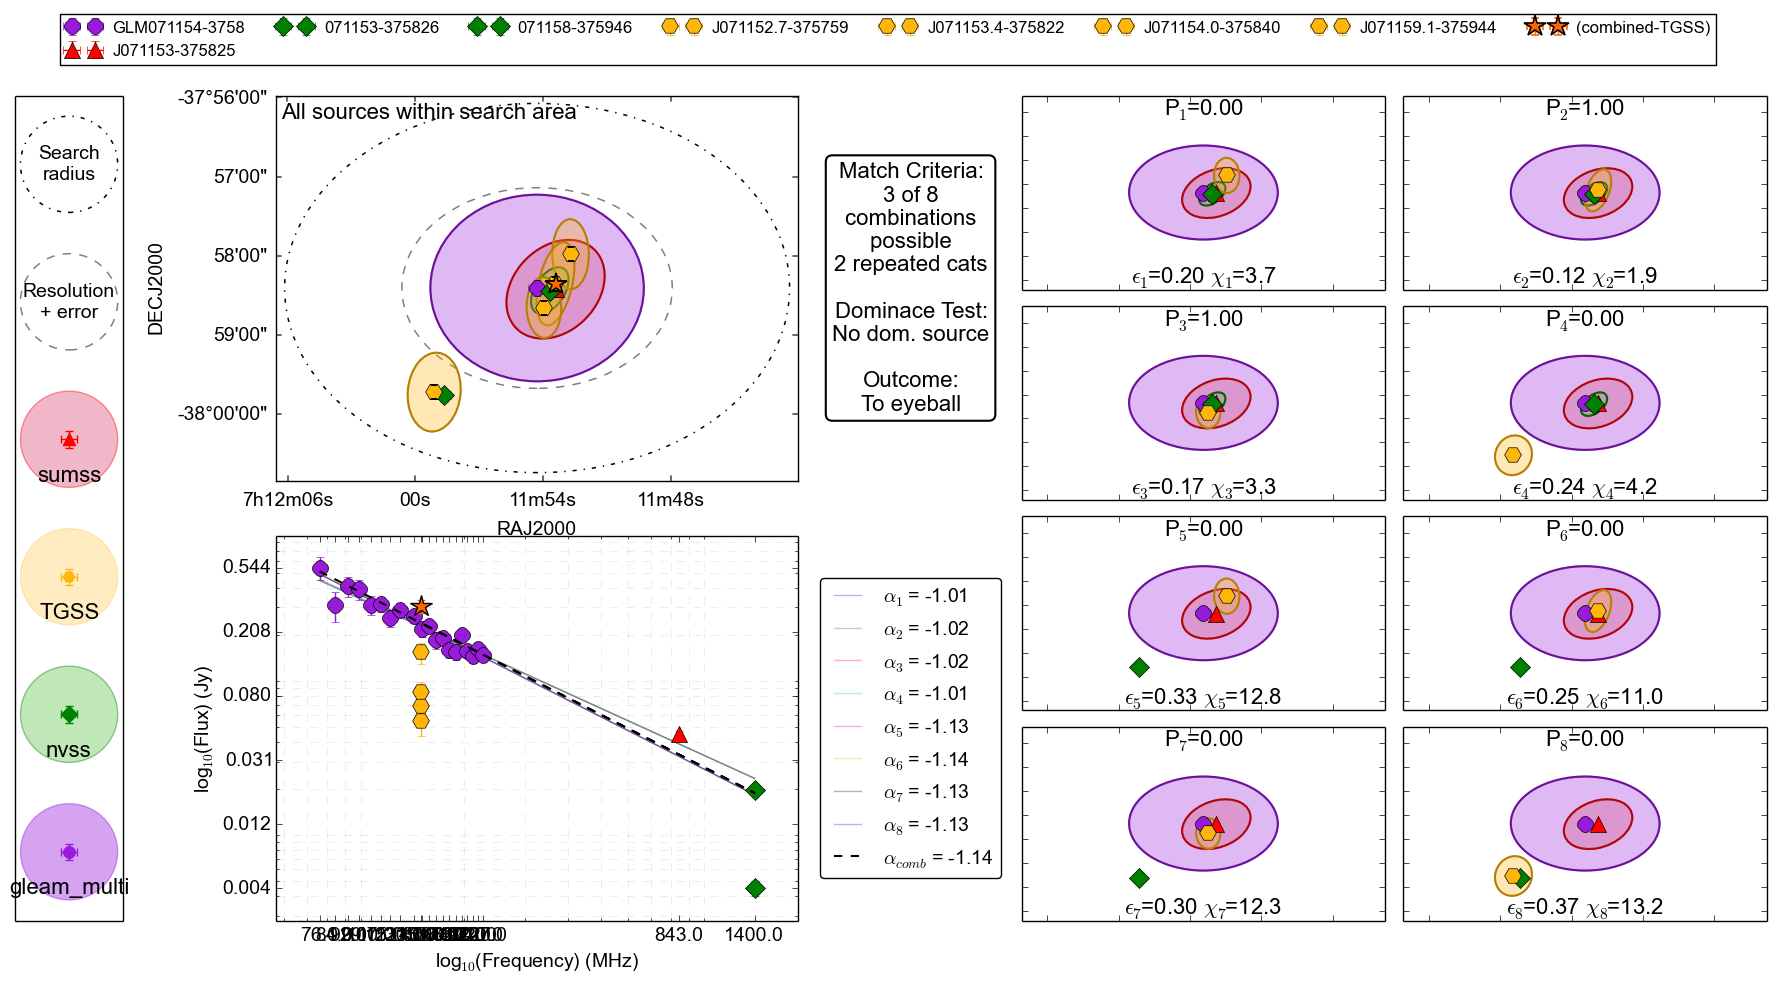 GLM071154-3758 071153-375826 071158-375946 J071152.7-375759 J071153.4-375822 J071154.0-375840 J071159.1-375944 (combined-TGSS)
J071153-375825
Search
radius
Resolution
+ error
sumss
TGSS
nvss
gleam_multi
All sources within search area
-37°56'00"
57'00"
58'00"
59'00"
-38°00'00"
DECJ2000
7h12m06s 00s 11m54s 11m48s
RAJ2000
Match Criteria:
3 of 8
combinations
possible
2 repeated cats
Dominace Test:
No dom. source
Outcome:
To eyeball
0.544
0.208
0.080
0.031
0.012
0.004
log10(Flux) (Jy)
843.0 1400.0
log10(Frequency) (MHz)
α1 = -1.01
α2 = -1.02
α3 = -1.02
α4 = -1.01
α5 = -1.13
α6 = -1.14
α7 = -1.13
α8 = -1.13
αcomb = -1.14
P1=0.00
ϵ1=0.20 χ1=3.7
P2=1.00
ϵ2=0.12 χ2=1.9
P3=1.00
ϵ3=0.17 χ3=3.3
P4=0.00
ϵ4=0.24 χ4=4.2
P5=0.00
ϵ5=0.33 χ5=12.8
P6=0.00
ϵ6=0.25 χ6=11.0
P7=0.00
ϵ7=0.30 χ7=12.3
P8=0.00
ϵ8=0.37 χ8=13.2